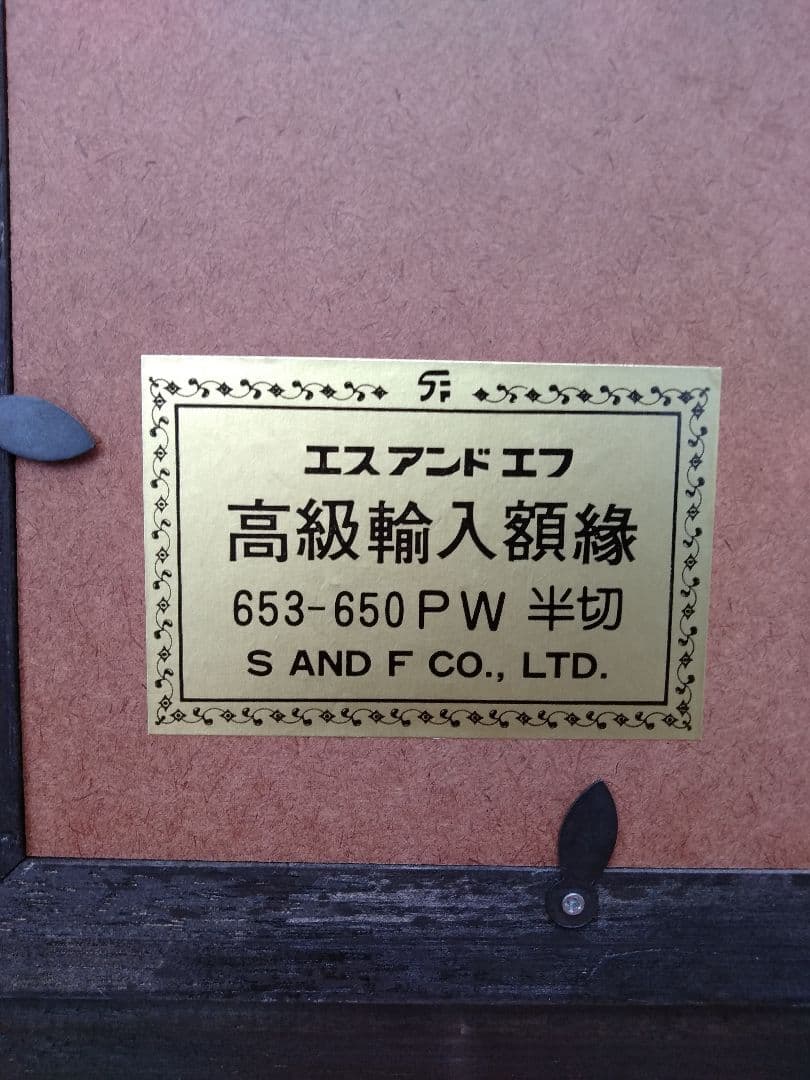 SF
エスアンドエフ
高級輸入額縁
653-650PW 半切
S AND F CO., LTD.